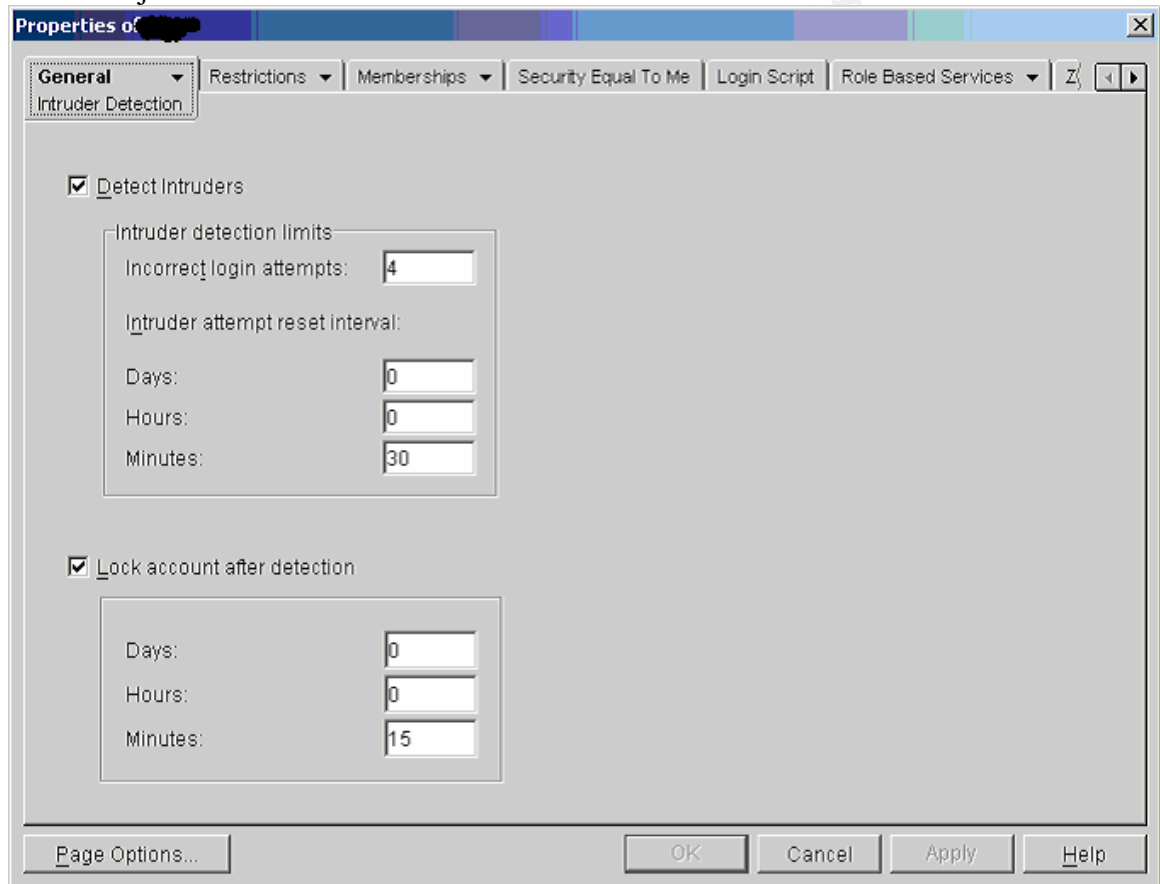 Properties of
General Restrictions Memberships Security Equal To Me Login Script Role Based Services
Intruder Detection
Detect Intruders
Intruder detection limits
Incorrect login attempts: 4
Intruder attempt reset interval:
Days: 0
Hours: 0
Minutes: 30
Lock account after detection
Days: 0
Hours: 0
Minutes: 15
Page Options... OK Cancel Apply Help